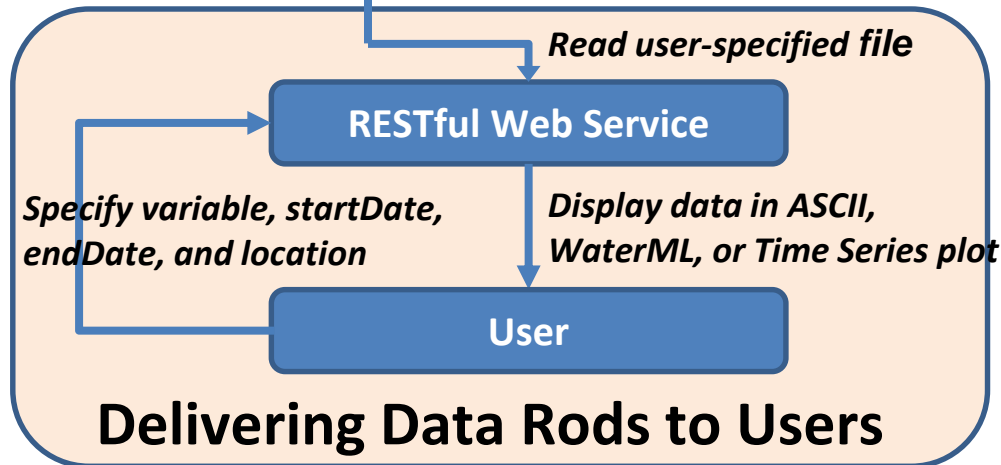 Read user-specified file
RESTful Web Service
Specify variable, startDate,
endDate, and location
Display data in ASCII,
WaterML, or Time Series plot
User
Delivering Data Rods to Users